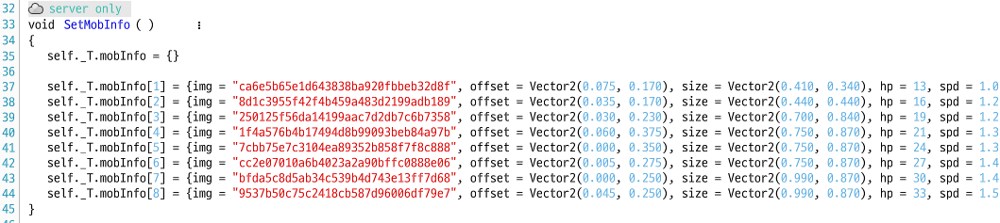 32 server only
33 void SetMobInfo ( )
34 {
35 self._T.mobInfo = {}
36
37 self._T.mobInfo[1] = {img = "ca6e5b65e1d643838ba920fbbeb32d8f", offset = Vector2(0.075, 0.170), size = Vector2(0.410, 0.340), hp = 13, spd = 1.0
38 self._T.mobInfo[2] = {img = "8d1c3955f42f4b459a483d2199adb189", offset = Vector2(0.035, 0.170), size = Vector2(0.440, 0.440), hp = 16, spd = 1.2
39 self._T.mobInfo[3] = {img = "250125f56da14199aac7d2db7c6b7358", offset = Vector2(0.030, 0.230), size = Vector2(0.700, 0.840), hp = 19, spd = 1.2
40 self._T.mobInfo[4] = {img = "1f4a576b4b17494d8b99093beb84a97b", offset = Vector2(0.060, 0.375), size = Vector2(0.750, 0.870), hp = 21, spd = 1.3
41 self._T.mobInfo[5] = {img = "7cbb75e7c3104ea89352b858f7f8c888", offset = Vector2(0.000, 0.350), size = Vector2(0.750, 0.870), hp = 24, spd = 1.3
42 self._T.mobInfo[6] = {img = "cc2e07010a6b4023a2a90bffc0888e06", offset = Vector2(0.005, 0.275), size = Vector2(0.750, 0.870), hp = 27, spd = 1.4
43 self._T.mobInfo[7] = {img = "bfda5c8d5ab34c539b4d743e13ff7d68", offset = Vector2(0.000, 0.250), size = Vector2(0.990, 0.870), hp = 30, spd = 1.4
44 self._T.mobInfo[8] = {img = "9537b50c75c2418cb587d96006df79e7", offset = Vector2(0.045, 0.250), size = Vector2(0.990, 0.870), hp = 33, spd = 1.5
45 }